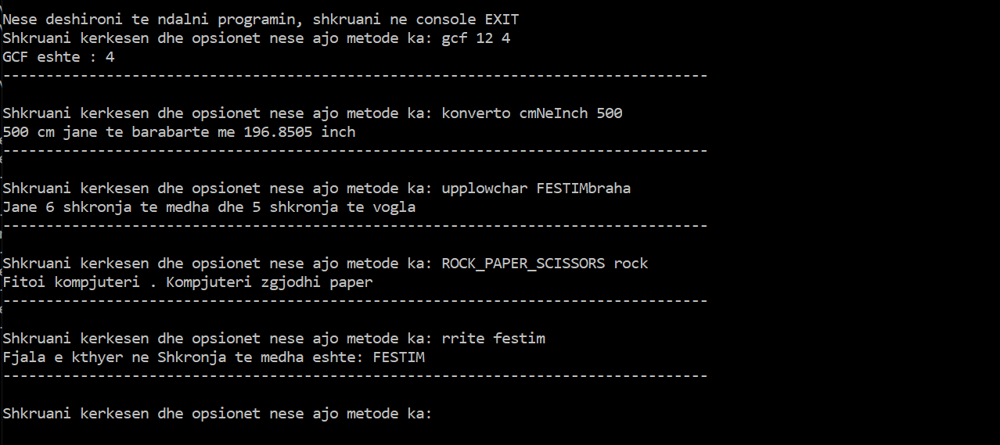 Nese deshironi te ndalni programin, shkruani ne console EXIT
Shkruani kerkesen dhe opsionet nese ajo metode ka: gcf 12 4
GCF eshte : 4
----------------------------------------------------------------------------------
Shkruani kerkesen dhe opsionet nese ajo metode ka: konverto cmNeInch 500
500 cm jane te barabarte me 196.8505 inch
----------------------------------------------------------------------------------
Shkruani kerkesen dhe opsionet nese ajo metode ka: upplowchar FESTIMbraha
Jane 6 shkronja te medha dhe 5 shkronja te vogla
----------------------------------------------------------------------------------
Shkruani kerkesen dhe opsionet nese ajo metode ka: ROCK_PAPER_SCISSORS rock
Fitoi kompjuteri . Kompjuteri zgjodhi paper
----------------------------------------------------------------------------------
Shkruani kerkesen dhe opsionet nese ajo metode ka: rrite festim
Fjala e kthyer ne Shkronja te medha eshte: FESTIM
----------------------------------------------------------------------------------
Shkruani kerkesen dhe opsionet nese ajo metode ka: